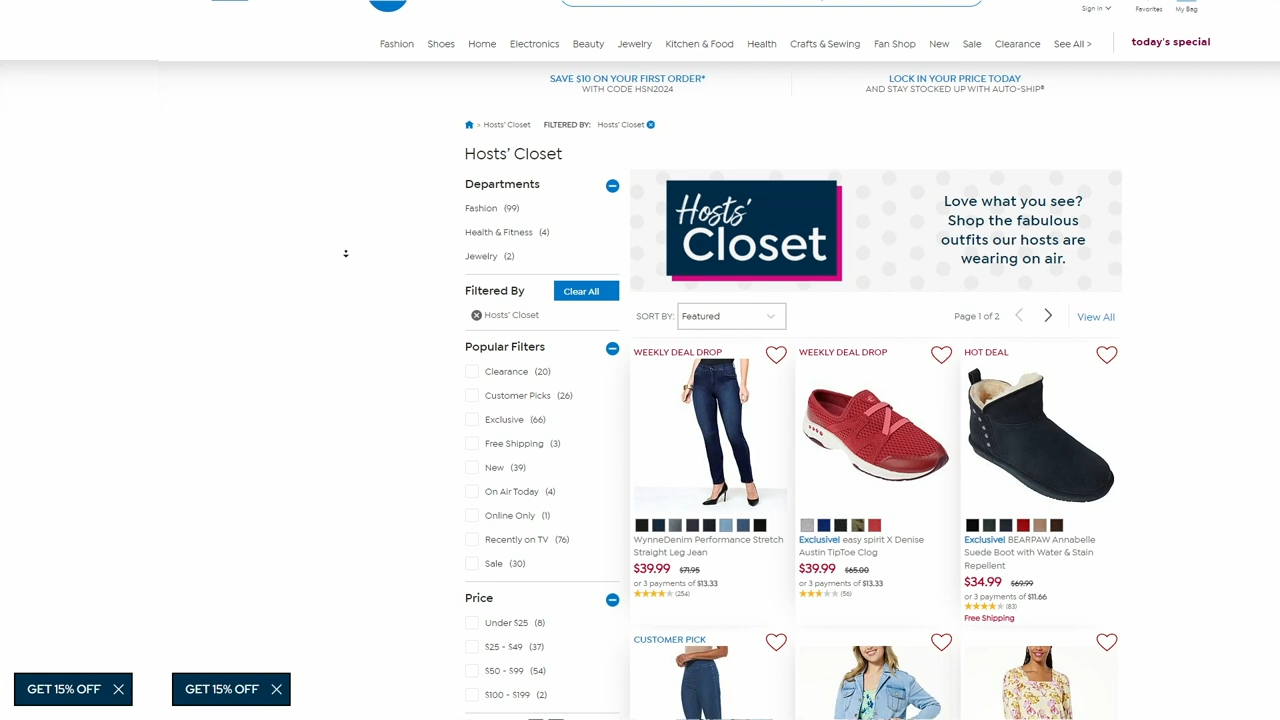 Sign In
Favorites
My Bag
Fashion Shoes Home Electronics Beauty Jewelry Kitchen & Food Health Crafts & Sewing Fan Shop New Sale Clearance See All >
today's special
SAVE $10 ON YOUR FIRST ORDER*
WITH CODE HSN2024
LOCK IN YOUR PRICE TODAY
AND STAY STOCKED UP WITH AUTO-SHIP®
> Hosts' Closet FILTERED BY: Hosts' Closet
Hosts' Closet
Departments
Fashion (99)
Health & Fitness (4)
Jewelry (2)
Filtered By
Clear All
Hosts' Closet
Popular Filters
Clearance (20)
Customer Picks (26)
Exclusive (66)
Free Shipping (3)
New (39)
On Air Today (4)
Online Only (1)
Recently on TV (76)
Sale (30)
Price
Under $25 (8)
$25 - $49 (37)
$50 - $99 (54)
$100 - $199 (2)
Hosts'
Closet
Love what you see?
Shop the fabulous
outfits our hosts are
wearing on air.
SORT BY: Featured
Page 1 of 2
View All
WEEKLY DEAL DROP
WynneDenim Performance Stretch
Straight Leg Jean
$39.99 $71.95
or 3 payments of $13.33
(254)
WEEKLY DEAL DROP
Exclusive! easy spirit X Denise
Austin TipToe Clog
$39.99 $65.00
or 3 payments of $13.33
(56)
HOT DEAL
Exclusive! BEARPAW Annabelle
Suede Boot with Water & Stain
Repellent
$34.99 $69.99
or 3 payments of $11.66
(83)
Free Shipping
CUSTOMER PICK
GET 15% OFF
GET 15% OFF